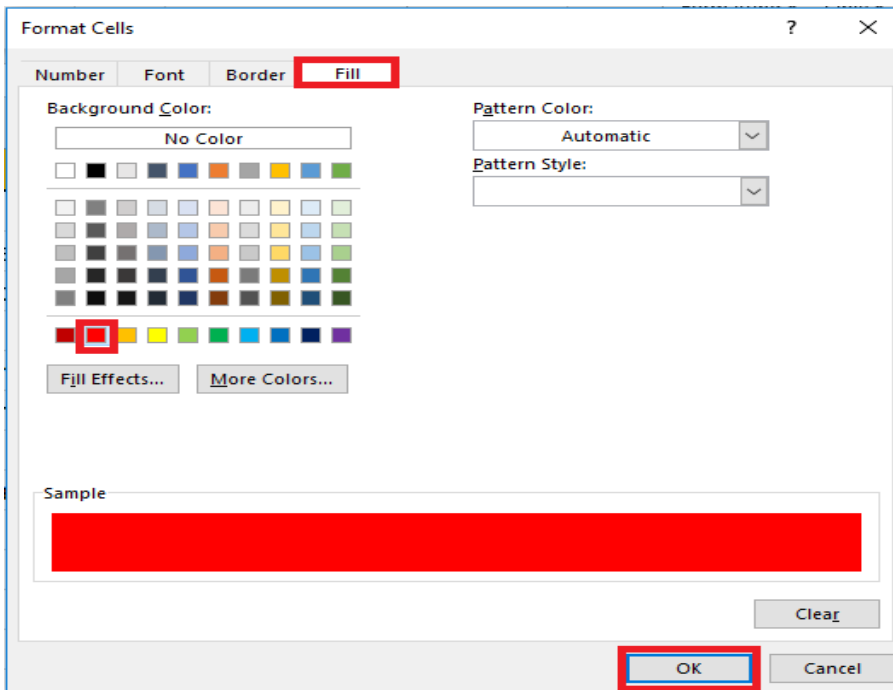 Format Cells
?
Number Font Border Fill
Background Color:
No Color
Pattern Color:
Automatic
Pattern Style:
Fill Effects... More Colors...
Sample
Clear
OK Cancel